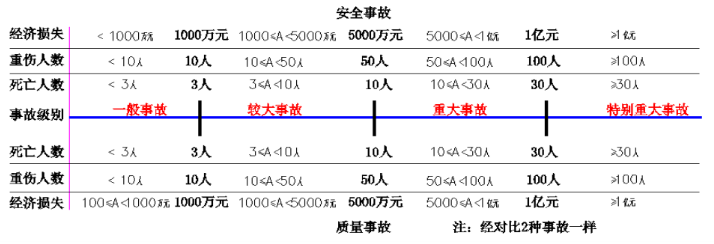 安全事故
经济损失 < 1000万元 1000万元 1000≤A<5000万元 5000万元 5000≤A<1亿元 1亿元 ≥1亿元
重伤人数 < 10人 10人 10≤A<50人 50人 50≤A<100人 100人 ≥100人
死亡人数 < 3人 3人 3≤A<10人 10人 10≤A<30人 30人 ≥30人
事故级别 一般事故 较大事故 重大事故 特别重大事故
死亡人数 < 3人 3人 3≤A<10人 10人 10≤A<30人 30人 ≥30人
重伤人数 < 10人 10人 10≤A<50人 50人 50≤A<100人 100人 ≥100人
经济损失 100≤A<1000万元 1000万元 1000≤A<5000万元 5000万元 5000≤A<1亿元 1亿元 ≥1亿元
质量事故 注：经对比2种事故一样